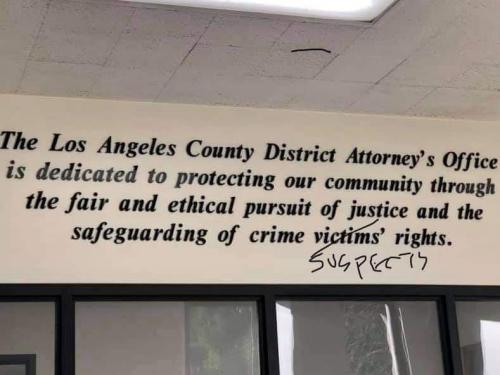 The Los Angeles County District Attorney's Office
is dedicated to protecting our community through
the fair and ethical pursuit of justice and the
safeguarding of crime victims' rights.
SUSPECTS